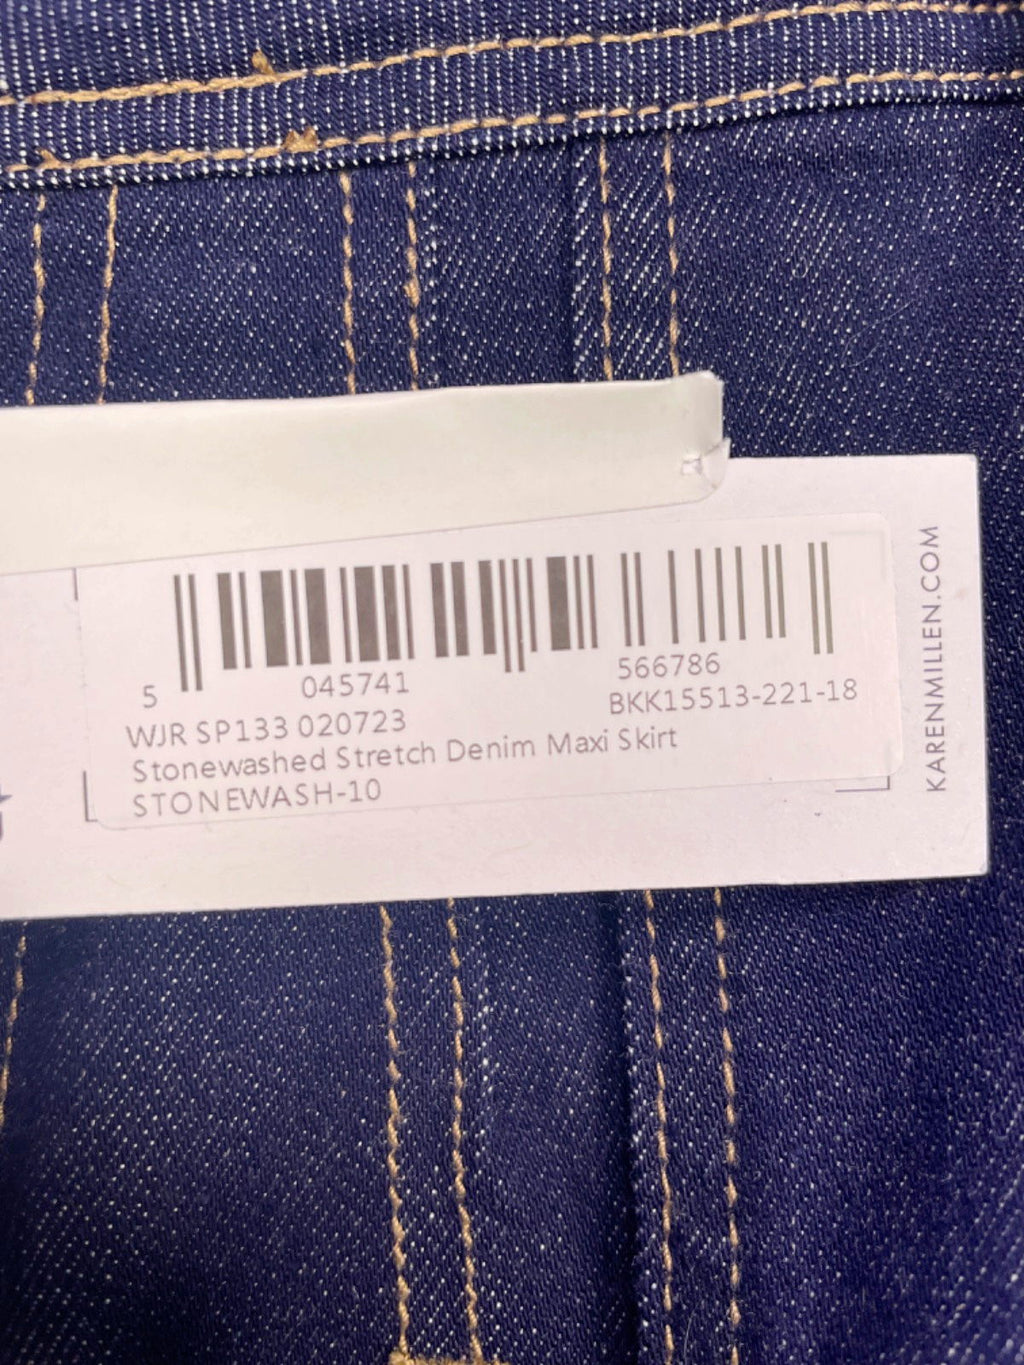 5 045741 566786
BKK15513-221-18
WJR SP133 020723
Stonewashed Stretch Denim Maxi Skirt
STONEWASH-10
KARENMILLEN.COM